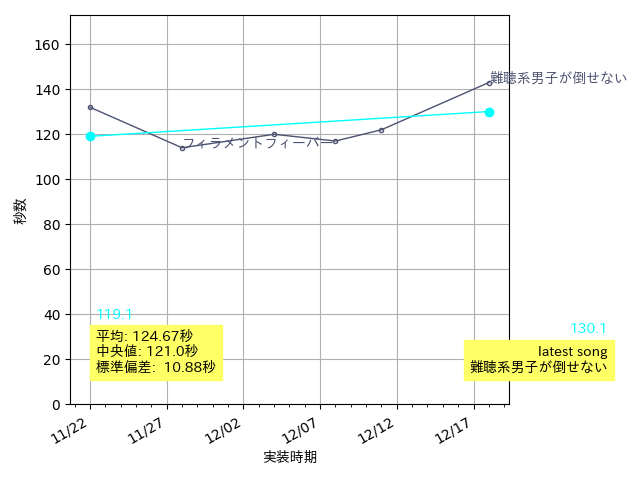 160
140
120
100
80
60
40
20
0
秒数
難聴系男子が倒せない
フィラメントフィーバー
119.1
平均: 124.67秒
中央値: 121.0秒
標準偏差: 10.88秒
130.1
latest song
難聴系男子が倒せない
11/22
11/27
12/02
12/07
12/12
12/17
実装時期